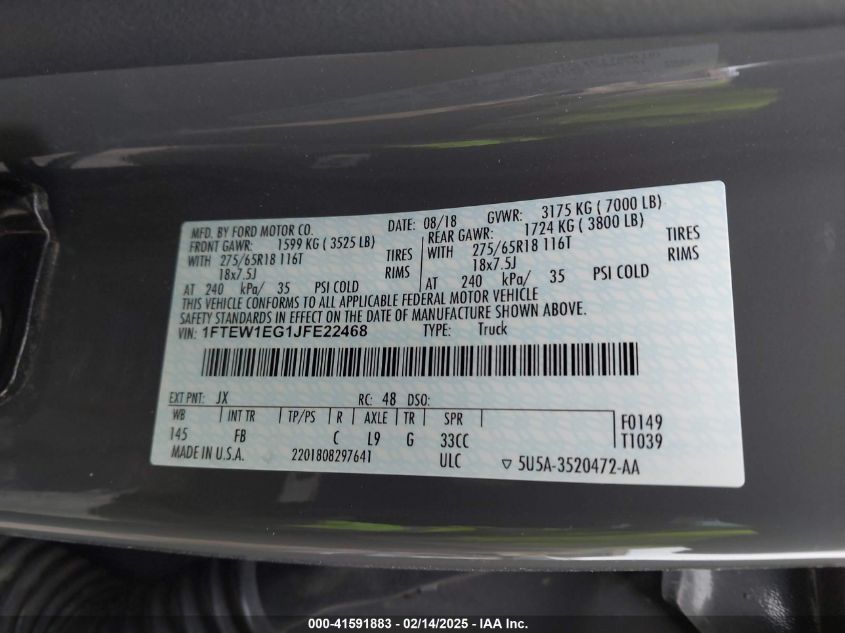 MFD. BY FORD MOTOR CO. DATE: 08/18 GVWR: 3175 KG ( 7000 LB)
FRONT GAWR: 1599 KG ( 3525 LB) REAR GAWR: 1724 KG ( 3800 LB)
WITH 275/65R18 116T TIRES WITH 275/65R18 116T TIRES
18x7.5J RIMS 18x7.5J RIMS
AT 240 kPa/ 35 PSI COLD AT 240 kPa/ 35 PSI COLD
THIS VEHICLE CONFORMS TO ALL APPLICABLE FEDERAL MOTOR VEHICLE
SAFETY STANDARDS IN EFFECT ON THE DATE OF MANUFACTURE SHOWN ABOVE.
VIN: 1FTEW1EG1JFE22468 TYPE: Truck
EXT PNT: JX RC: 48 DSO:
WB INT TR TP/PS R AXLE TR SPR F0149
145 FB C L9 G 33CC T1039
MADE IN U.S.A. 2201808297641 ULC ▽ 5U5A-3520472-AA
000-41591883 - 02/14/2025 - IAA Inc.